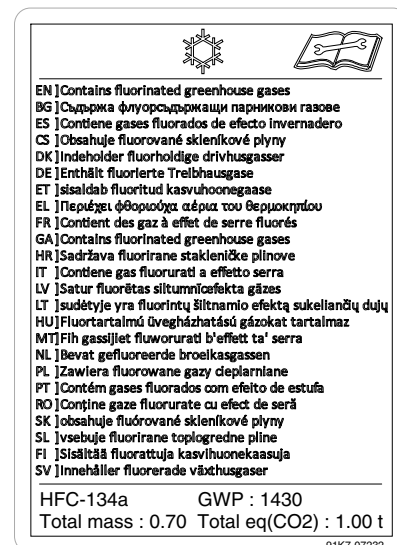 EN ]Contains fluorinated greenhouse gases
BG ]Съдържа флуорсъдържащи парникови газове
ES ]Contiene gases fluorados de efecto invernadero
CS ]Obsahuje fluorované skleníkové plyny
DK ]Indeholder fluorholdige drivhusgasser
DE ]Enthält fluorierte Treibhausgase
ET ]sisaldab fluoritud kasvuhoonegaase
EL ]Περιέχει φθοριούχα αέρια του θερμοκηπίου
FR ]Contient des gaz à effet de serre fluorés
GA]Contains fluorinated greenhouse gases
HR]Sadržava fluorirane stakleničke plinove
IT ]Contiene gas fluorurati a effetto serra
LV ]Satur fluorētas siltumnīcefekta gāzes
LT ]sudėtyje yra fluorintų šiltnamio efektą sukeliančių dujų
HU]Fluortartalmú üvegházhatású gázokat tartalmaz
MT]Fih gassijiet fluworurati b'effett ta' serra
NL ]Bevat gefluoreerde broeikasgassen
PL ]Zawiera fluorowane gazy cieplarniane
PT ]Contém gases fluorados com efeito de estufa
RO ]Conține gaze fluorurate cu efect de seră
SK ]obsahuje fluórované skleníkové plyny
SL ]vsebuje fluorirane toplogredne pline
FI ]Sisältää fluorattuja kasvihuonekaasuja
SV ]Innehåller fluorerade växthusgaser
HFC-134a GWP : 1430
Total mass : 0.70 Total eq(CO2) : 1.00 t
91K7-07232